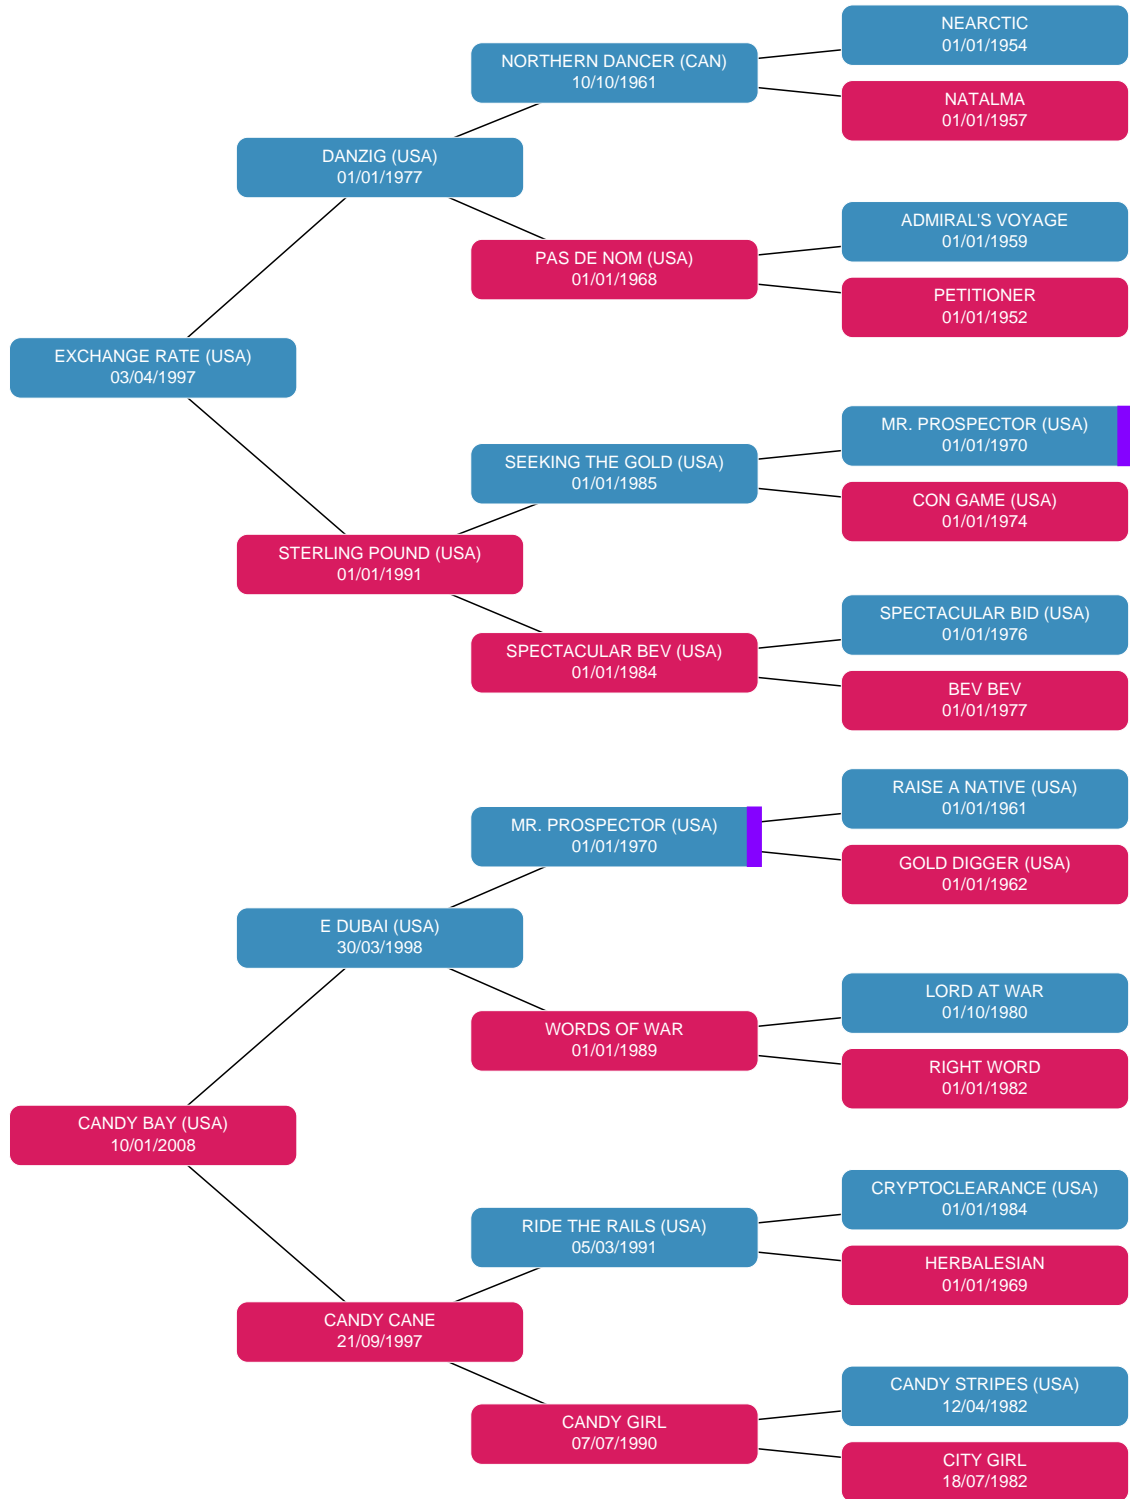 NEARCTIC
01/01/1954
NORTHERN DANCER (CAN)
10/10/1961
NATALMA
01/01/1957
DANZIG (USA)
01/01/1977
ADMIRAL'S VOYAGE
01/01/1959
PAS DE NOM (USA)
01/01/1968
PETITIONER
01/01/1952
EXCHANGE RATE (USA)
03/04/1997
MR. PROSPECTOR (USA)
01/01/1970
SEEKING THE GOLD (USA)
01/01/1985
CON GAME (USA)
01/01/1974
STERLING POUND (USA)
01/01/1991
SPECTACULAR BID (USA)
01/01/1976
SPECTACULAR BEV (USA)
01/01/1984
BEV BEV
01/01/1977
RAISE A NATIVE (USA)
01/01/1961
MR. PROSPECTOR (USA)
01/01/1970
GOLD DIGGER (USA)
01/01/1962
E DUBAI (USA)
30/03/1998
LORD AT WAR
01/10/1980
WORDS OF WAR
01/01/1989
RIGHT WORD
01/01/1982
CANDY BAY (USA)
10/01/2008
CRYPTOCLEARANCE (USA)
01/01/1984
RIDE THE RAILS (USA)
05/03/1991
HERBALESIAN
01/01/1969
CANDY CANE
21/09/1997
CANDY STRIPES (USA)
12/04/1982
CANDY GIRL
07/07/1990
CITY GIRL
18/07/1982